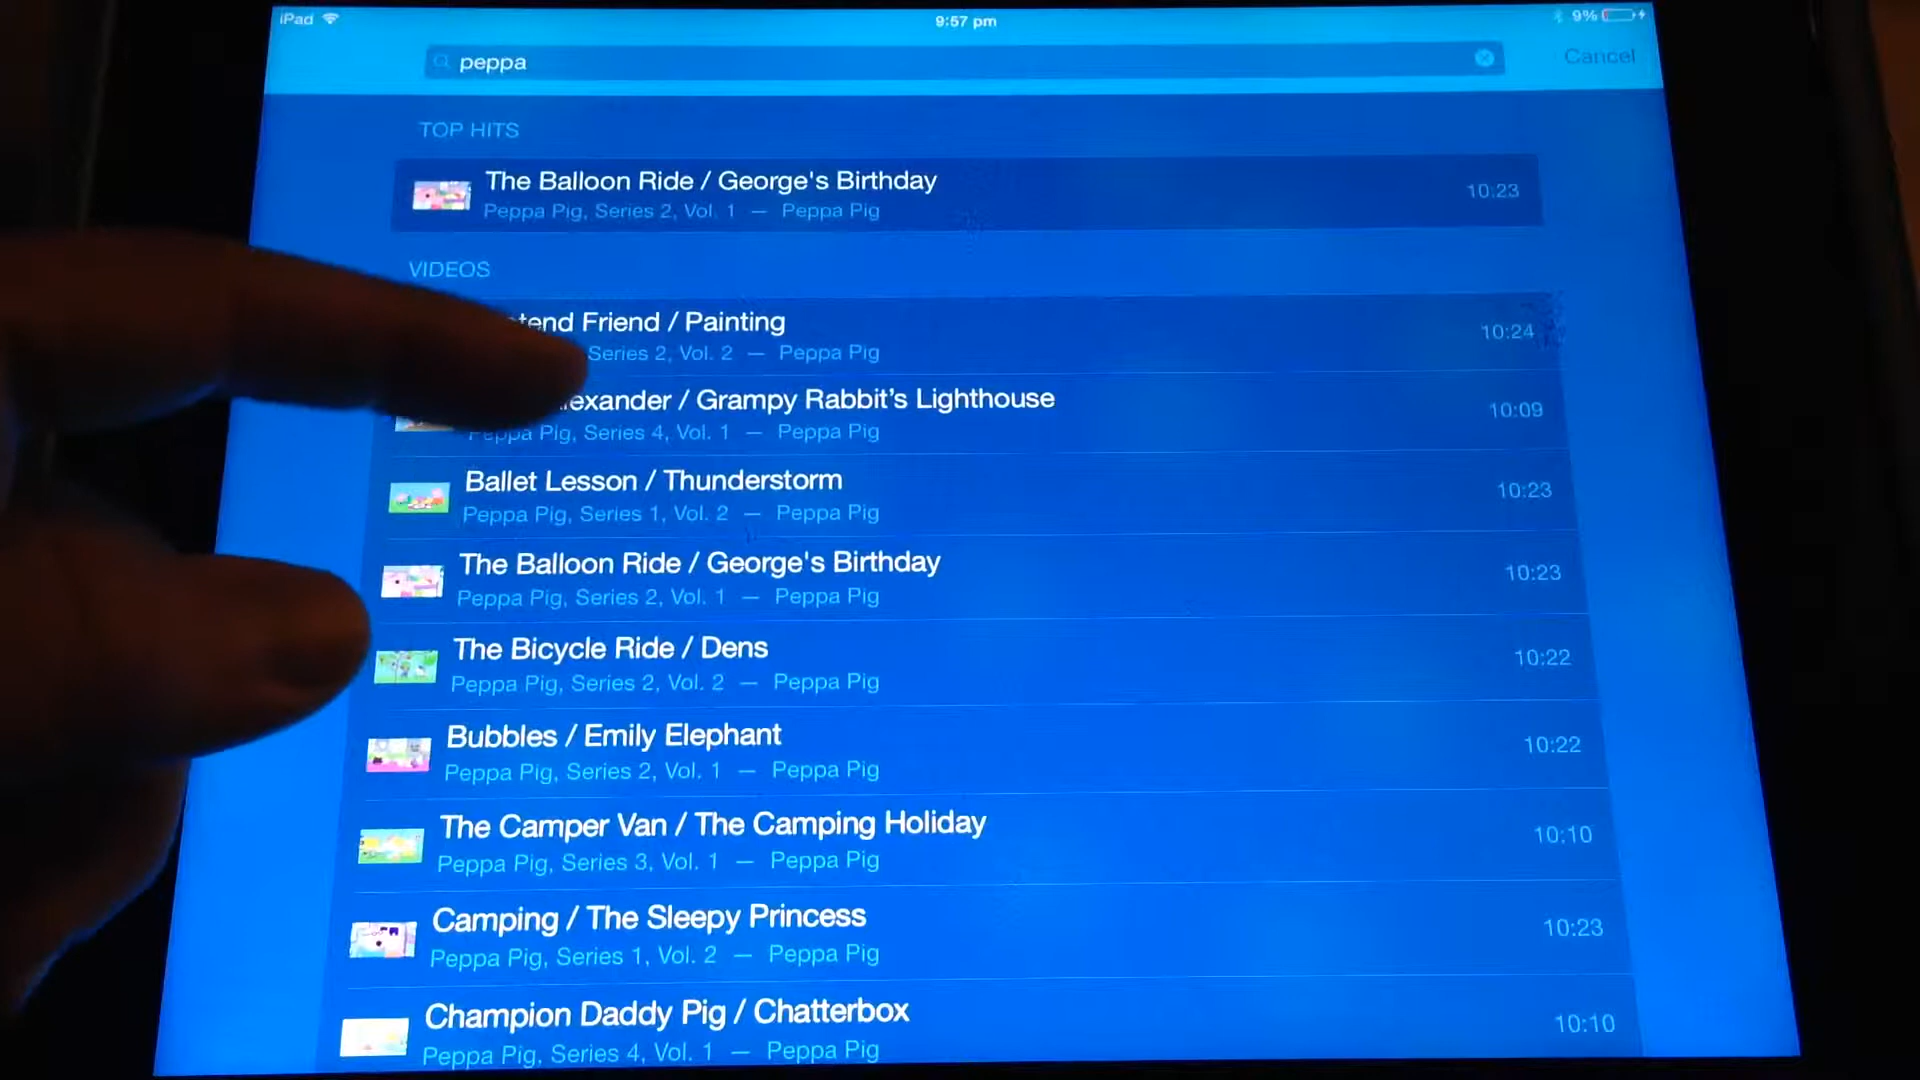 iPad
9:57 pm
9%
peppa
Cancel
TOP HITS
The Balloon Ride / George's Birthday
10:23
Peppa Pig, Series 2, Vol. 1 — Peppa Pig
VIDEOS
Friend / Painting
10:24
Series 2, Vol. 2 — Peppa Pig
/ Grampy Rabbit’s Lighthouse
10:09
Peppa Pig, Series 4, Vol. 1 — Peppa Pig
Ballet Lesson / Thunderstorm
10:23
Peppa Pig, Series 1, Vol. 2 — Peppa Pig
The Balloon Ride / George's Birthday
10:23
Peppa Pig, Series 2, Vol. 1 — Peppa Pig
The Bicycle Ride / Dens
10:22
Peppa Pig, Series 2, Vol. 2 — Peppa Pig
Bubbles / Emily Elephant
10:22
Peppa Pig, Series 2, Vol. 1 — Peppa Pig
The Camper Van / The Camping Holiday
10:10
Peppa Pig, Series 3, Vol. 1 — Peppa Pig
Camping / The Sleepy Princess
10:23
Peppa Pig, Series 1, Vol. 2 — Peppa Pig
Champion Daddy Pig / Chatterbox
10:10
Peppa Pig, Series 4, Vol. 1 — Peppa Pig